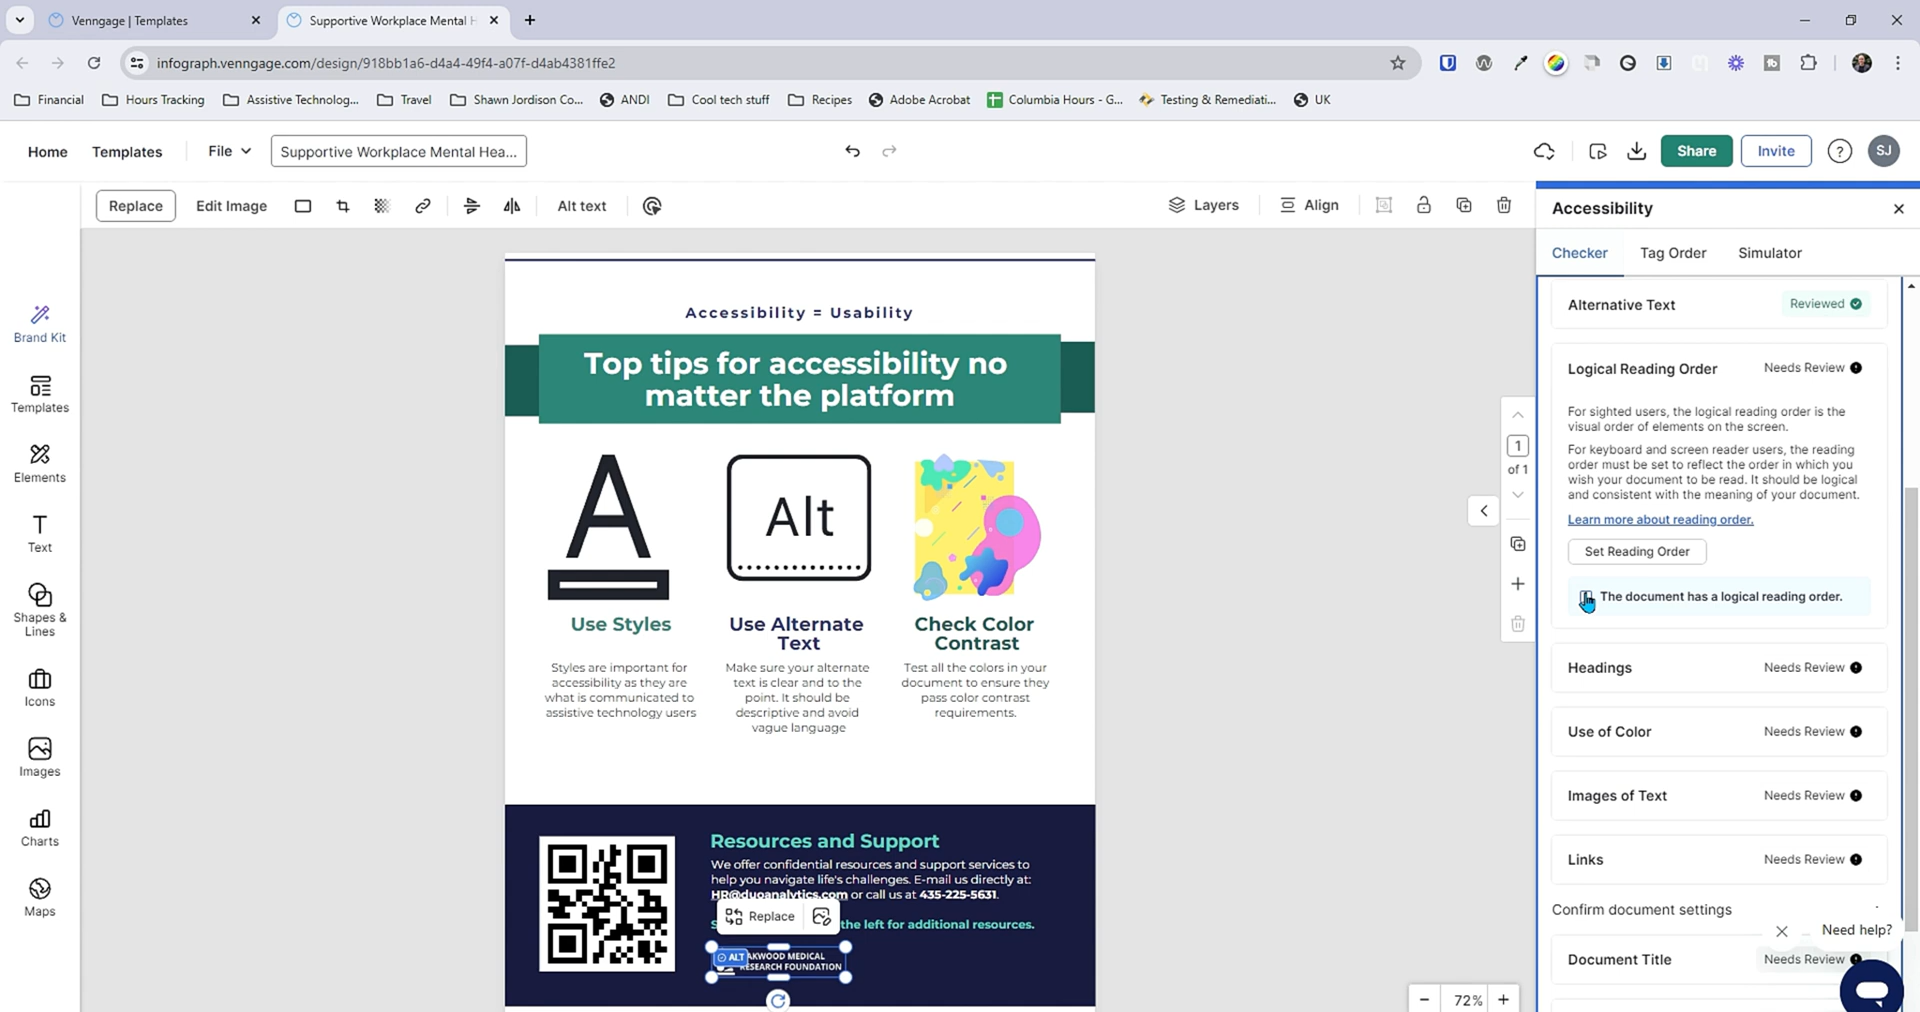 Venngage | Templates
Supportive Workplace Mental H
infograph.venngage.com/design/918bb1a6-d4a4-49f4-a07f-d4ab4381ffe2
Financial
Hours Tracking
Assistive Technolog...
Travel
Shawn Jordison Co...
ANDI
Cool tech stuff
Recipes
Adobe Acrobat
Columbia Hours - G...
Testing & Remediati...
UK
Home
Templates
File
Supportive Workplace Mental Hea...
Share
Invite
?
SJ
Replace
Edit Image
Alt text
Layers
Align
Brand Kit
Templates
Elements
Text
Shapes &
Lines
Icons
Images
Charts
Maps
Accessibility = Usability
Top tips for accessibility no
matter the platform
A
Alt
Use Styles
Styles are important for
accessibility as they are
what is communicated to
assistive technology users
Use Alternate
Text
Make sure your alternate
text is clear and to the
point. It should be
descriptive and avoid
vague language
Check Color
Contrast
Test all the colors in your
document to ensure they
pass color contrast
requirements.
Resources and Support
We offer confidential resources and support services to
help you navigate life's challenges. E-mail us directly at:
HR@duoanalytics.com or call us at 435-225-5631.
the left for additional resources.
Replace
ALT
AKWOOD MEDICAL
RESEARCH FOUNDATION
1
of 1
72%
Accessibility
Checker
Tag Order
Simulator
Alternative Text
Reviewed
Logical Reading Order
Needs Review
For sighted users, the logical reading order is the
visual order of elements on the screen.
For keyboard and screen reader users, the reading
order must be set to reflect the order in which you
wish your document to be read. It should be logical
and consistent with the meaning of your document.
Learn more about reading order.
Set Reading Order
The document has a logical reading order.
Headings
Needs Review
Use of Color
Needs Review
Images of Text
Needs Review
Links
Needs Review
Confirm document settings
Need help?
Document Title
Needs Review